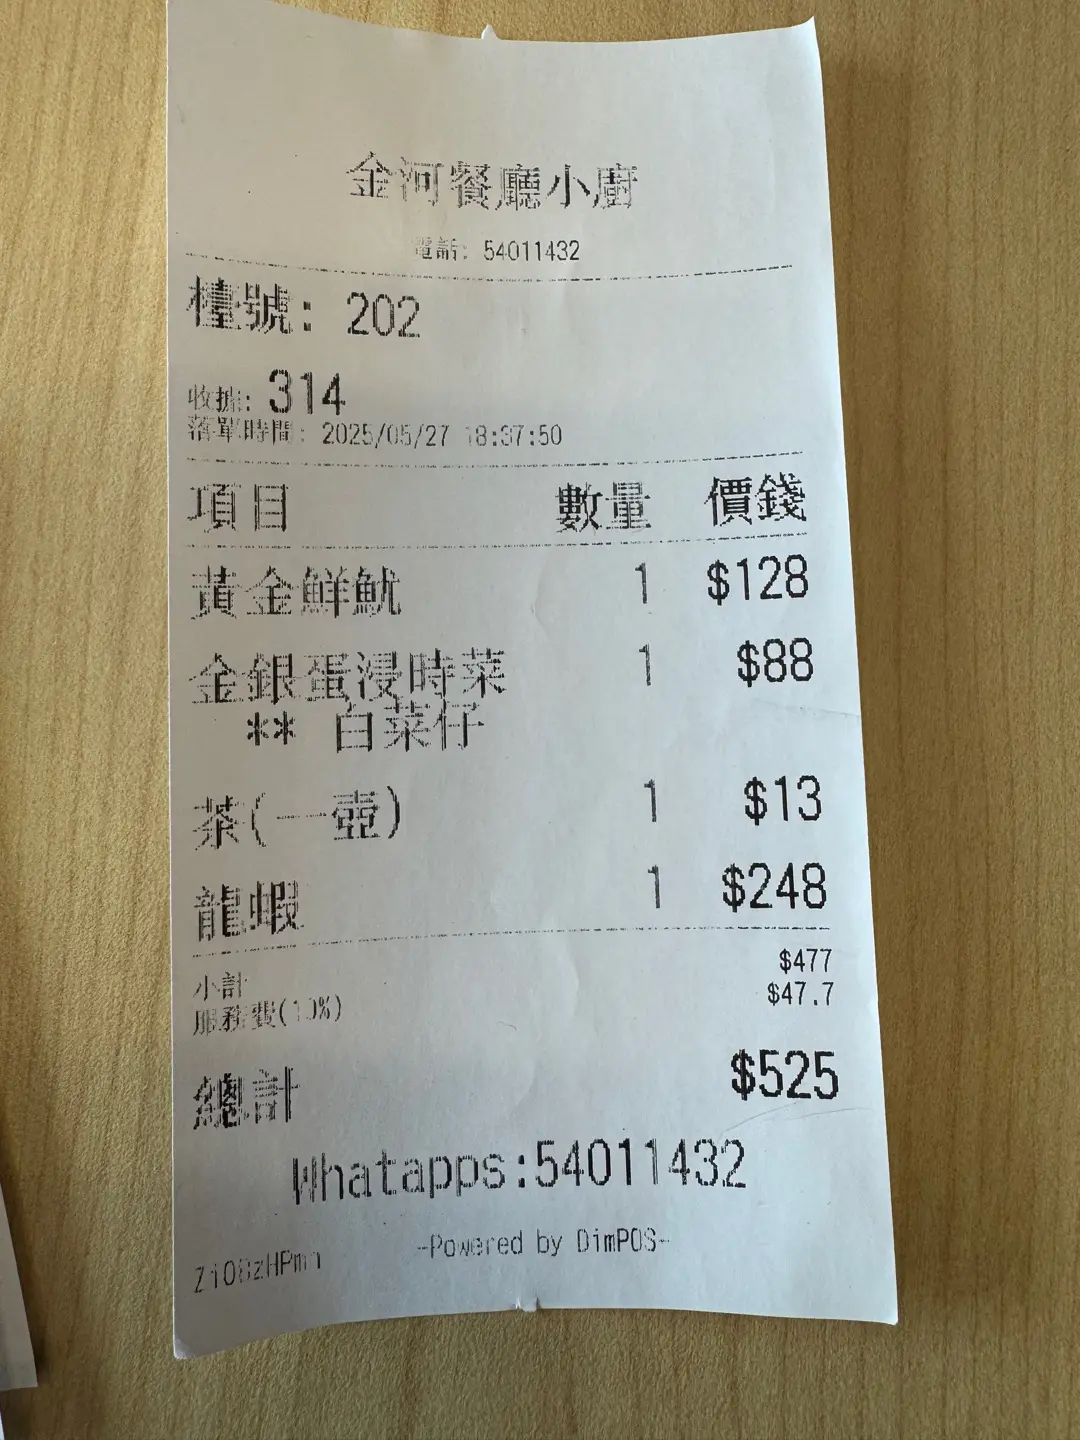 金河餐廳小廚
電話: 54011432
檯號: 202
收據: 314
落單時間: 2025/05/27 18:37:50
項目 數量 價錢
黃金鮮魷 1 $128
金銀蛋浸時菜 1 $88
** 白菜仔
茶(一壺) 1 $13
龍蝦 1 $248
小計 $477
服務費(10%) $47.7
總計 $525
Whatapps:54011432
-Powered by DimPOS-